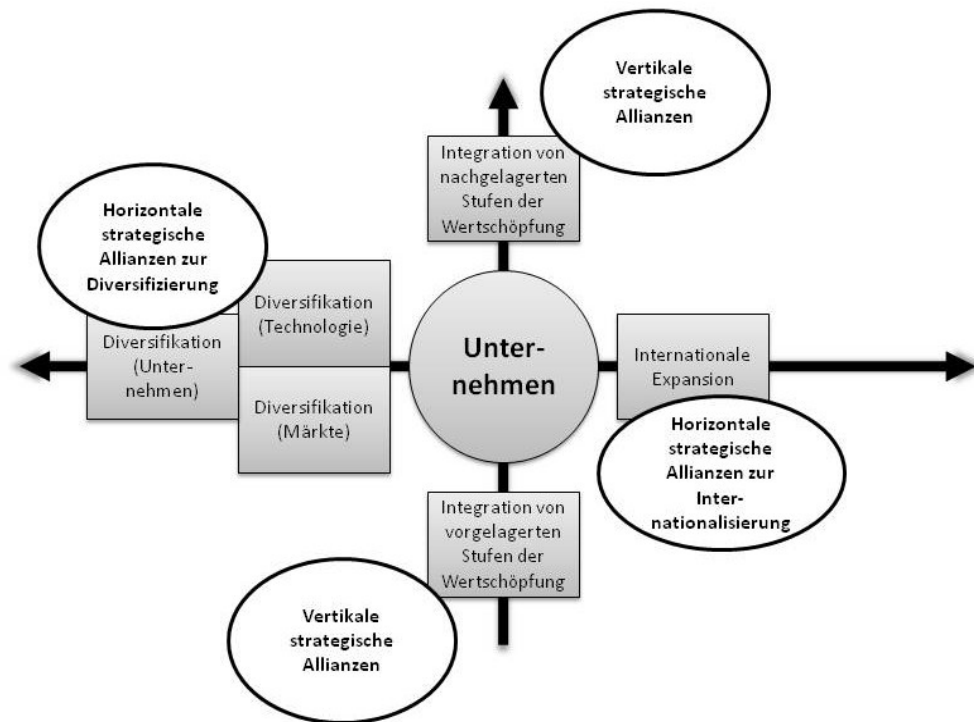 Vertikale
strategische
Allianzen
Integration von
nachgelagerten
Stufen der
Wertschöpfung
Horizontale
strategische
Allianzen zur
Diversifizierung
Diversifikation
(Technologie)
Diversifikation
(Unter-
nehmen)
Diversifikation
(Märkte)
Unter-
nehmen
Internationale
Expansion
Horizontale
strategische
Allianzen zur
Inter-
nationalisierung
Integration von
vorgelagerten
Stufen der
Wertschöpfung
Vertikale
strategische
Allianzen